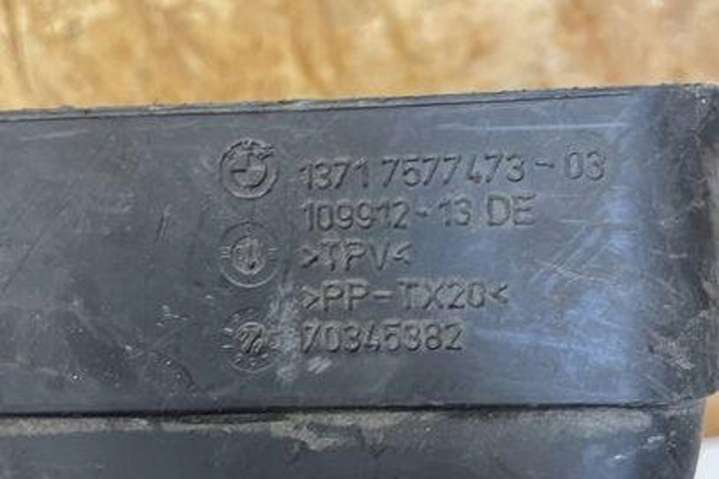 1371 7577473-03
109912-13 DE
>TPV<
>PP-TX20<
70345382